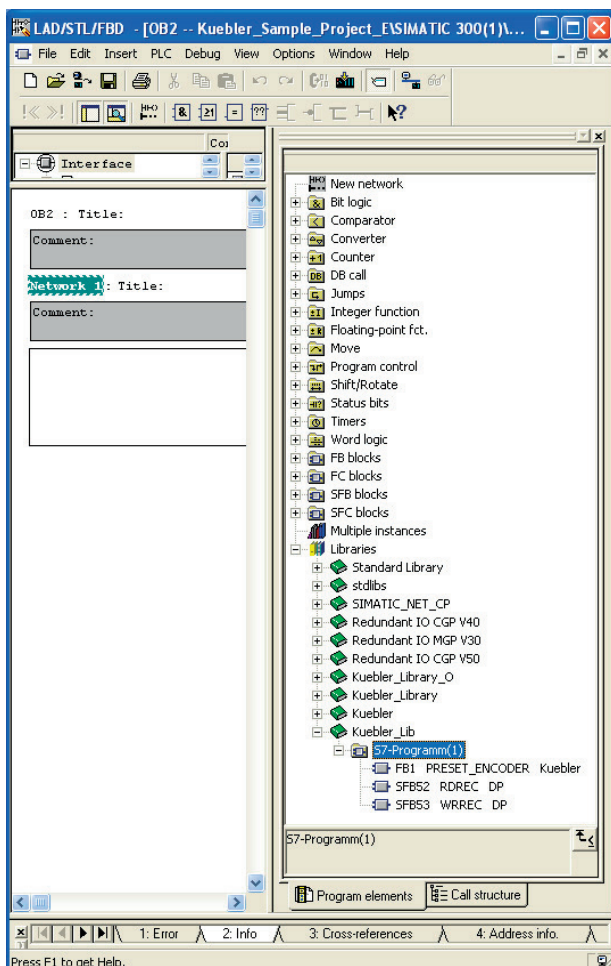 LAD/STL/FBD - [OB2 -- Kuebler_Sample_Project_E\SIMATIC 300(1)\...
File Edit Insert PLC Debug View Options Window Help
Interface
OB2 : Title:
Comment:
Network 1: Title:
Comment:
New network
Bit logic
Comparator
Converter
Counter
DB call
Jumps
Integer function
Floating-point fct.
Move
Program control
Shift/Rotate
Status bits
Timers
Word logic
FB blocks
FC blocks
SFB blocks
SFC blocks
Multiple instances
Libraries
Standard Library
stdlibs
SIMATIC_NET_CP
Redundant IO CGP V40
Redundant IO MGP V30
Redundant IO CGP V50
Kuebler_Library_O
Kuebler_Library
Kuebler
Kuebler_Lib
S7-Programm(1)
FB1 PRESET_ENCODER Kuebler
SFB52 RDREC DP
SFB53 WRREC DP
S7-Programm(1)
Program elements Call structure
1: Error 2: Info 3: Cross-references 4: Address info.
Press F1 to get Help.